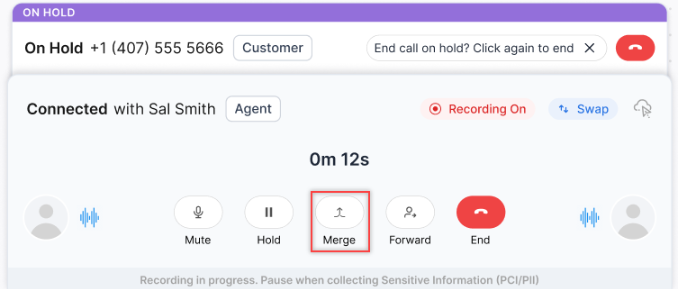 ON HOLD
On Hold +1 (407) 555 5666 Customer End call on hold? Click again to end
Connected with Sal Smith Agent Recording On Swap
0m 12s
Mute Hold Merge Forward End
Recording in progress. Pause when collecting Sensitive Information (PCI/PII)